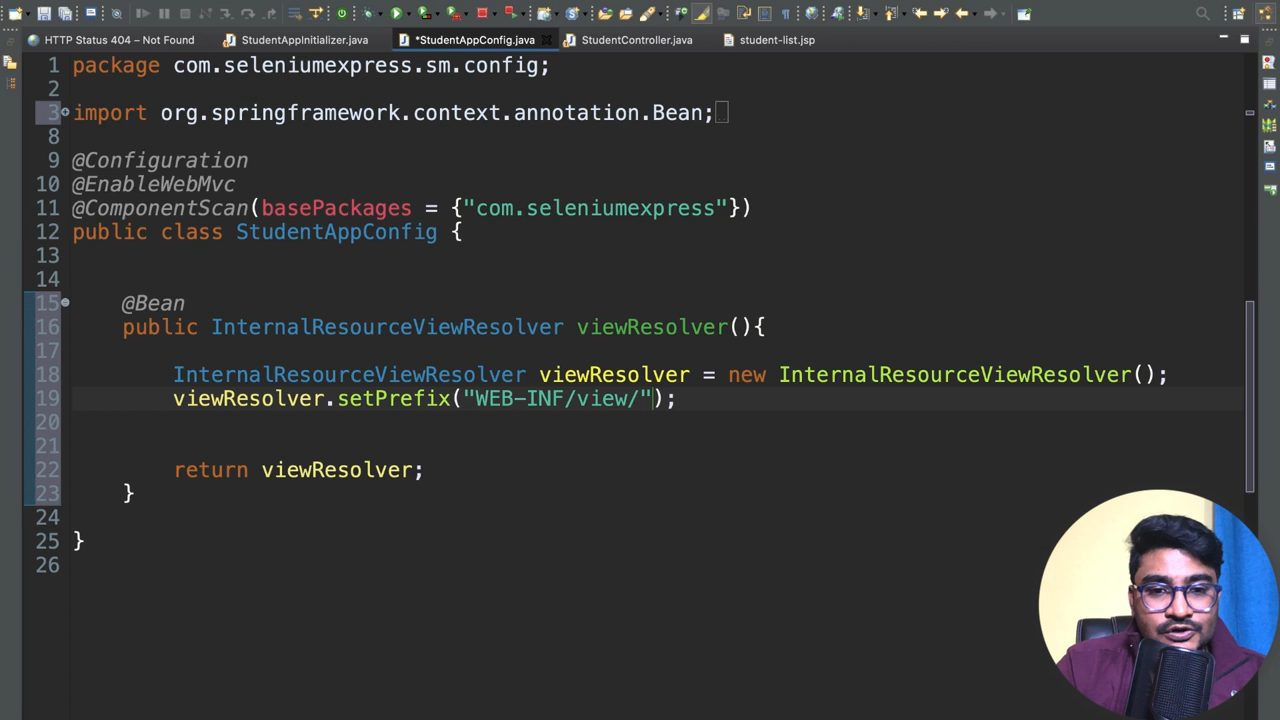 HTTP Status 404 – Not Found
StudentAppInitializer.java
*StudentAppConfig.java
StudentController.java
student-list.jsp
1 package com.seleniumexpress.sm.config;
2
3 import org.springframework.context.annotation.Bean;
8
9 @Configuration
10 @EnableWebMvc
11 @ComponentScan(basePackages = {"com.seleniumexpress"})
12 public class StudentAppConfig {
13
14
15 @Bean
16 public InternalResourceViewResolver viewResolver(){
17
18 InternalResourceViewResolver viewResolver = new InternalResourceViewResolver();
19 viewResolver.setPrefix("WEB-INF/view/");
20
21
22 return viewResolver;
23 }
24
25 }
26